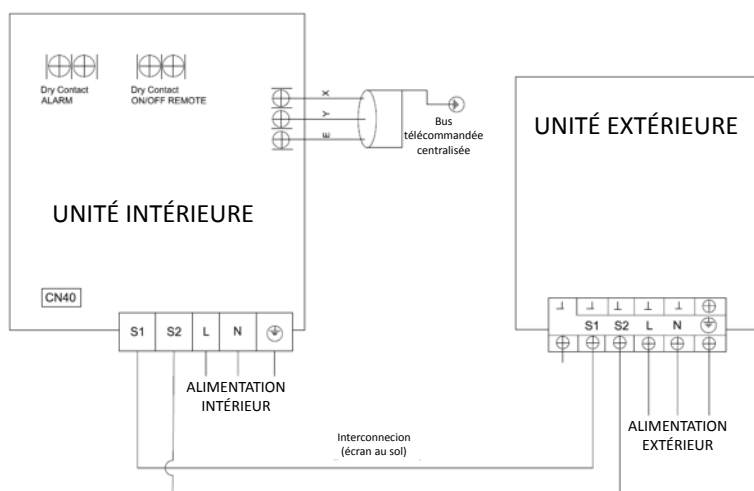 Dry Contact
ALARM
Dry Contact
ON/OFF REMOTE
X
Y
E
Bus
télécommandée
centralisée
UNITÉ EXTÉRIEURE
UNITÉ INTÉRIEURE
CN40
S1 S2 L N
S1 S2 L N
ALIMENTATION
INTÉRIEUR
ALIMENTATION
EXTÉRIEUR
Interconnecion
(écran au sol)